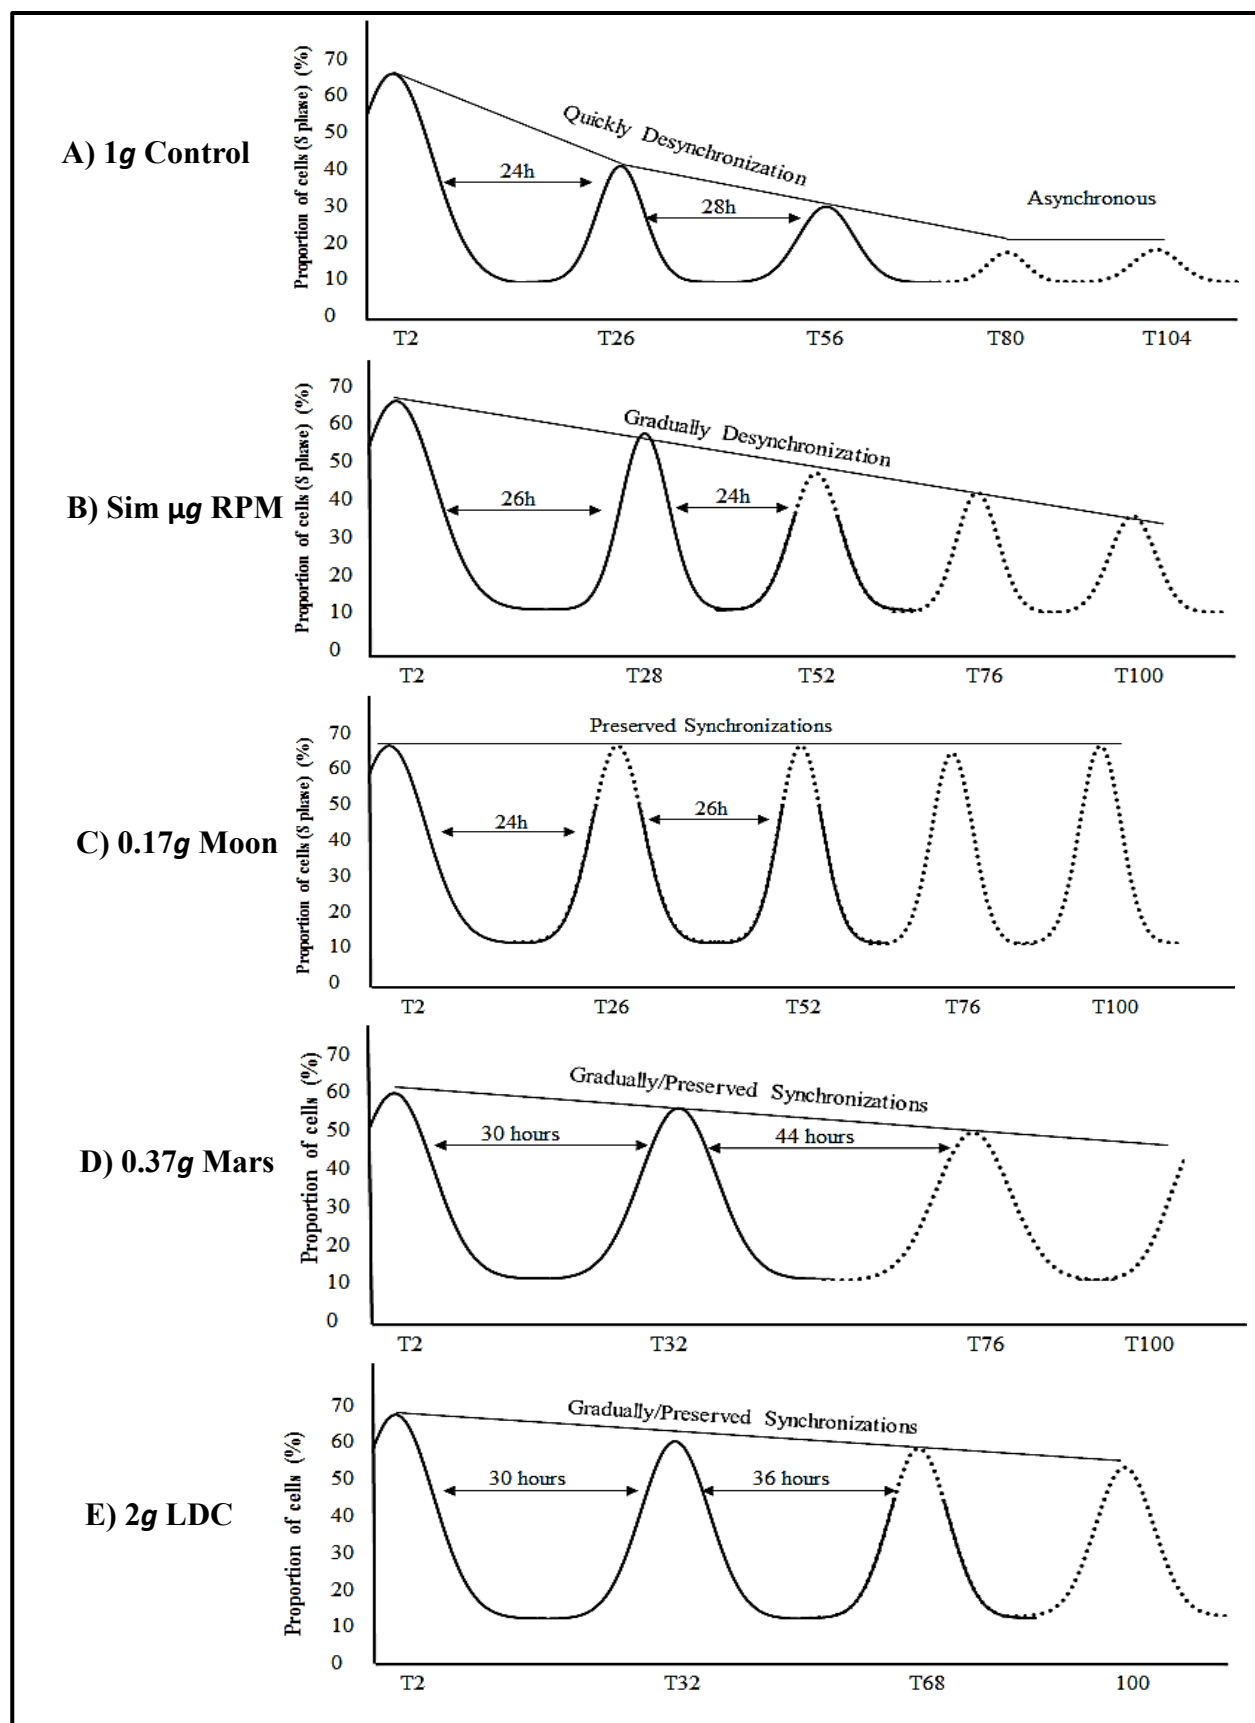 A) 1g Control
Proportion of cells (S phase) (%)
70
60
50
40
30
20
10
0
Quickly Desynchronization
Asynchronous
24h
28h
T2 T26 T56 T80 T104
B) Sim µg RPM
Proportion of cells (S phase) (%)
70
60
50
40
30
20
10
0
Gradually Desynchronization
26h
24h
T2 T28 T52 T76 T100
C) 0.17g Moon
Proportion of cells (S phase) (%)
70
60
50
40
30
20
10
0
Preserved Synchronizations
24h
26h
T2 T26 T52 T76 T100
D) 0.37g Mars
Proportion of cells (%)
70
60
50
40
30
20
10
0
Gradually/Preserved Synchronizations
30 hours
44 hours
T2 T32 T76 T100
E) 2g LDC
Proportion of cells (%)
70
60
50
40
30
20
10
0
Gradually/Preserved Synchronizations
30 hours
36 hours
T2 T32 T68 100